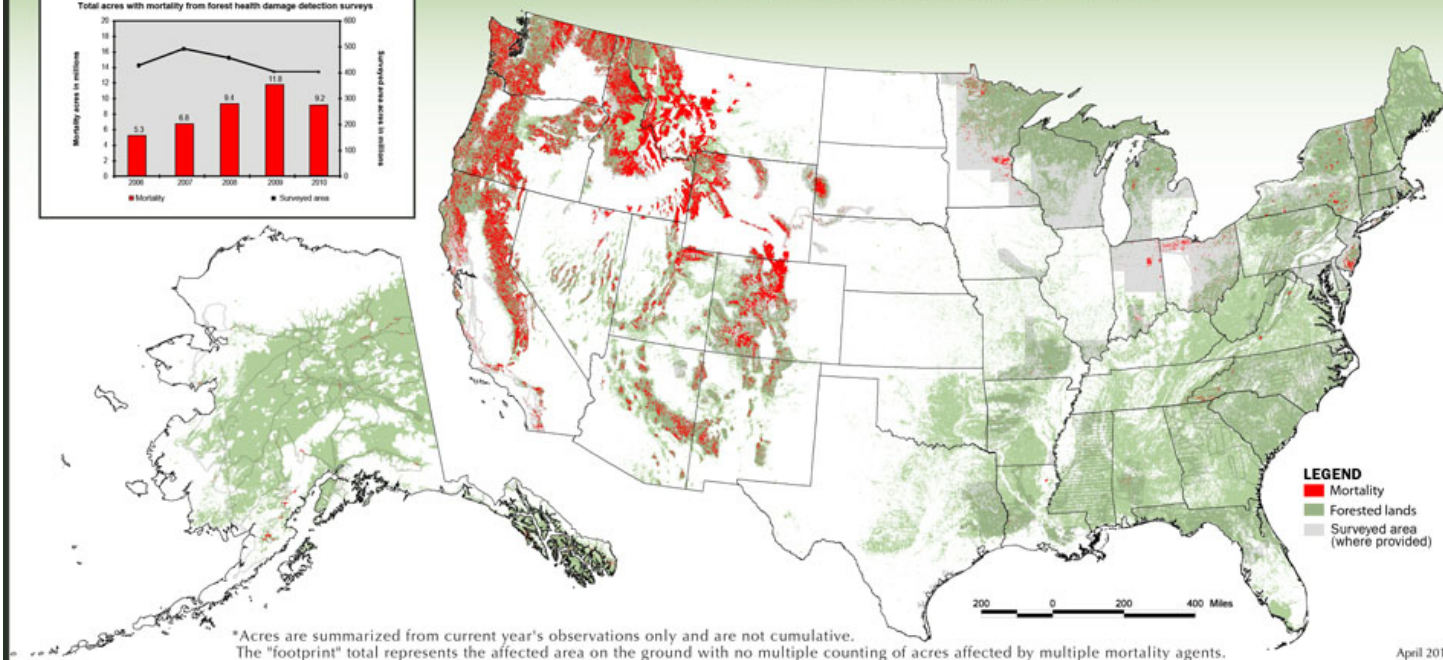 Total acres with mortality from forest health damage detection surveys
Mortality acres in millions
20
18
16
14
12
10
8
6
4
2
0
5.3
6.8
9.4
11.8
9.2
600
500
400
300
200
100
0
Surveyed area acres in millions
2006 2007 2008 2009 2010
Mortality Surveyed area
LEGEND
Mortality
Forested lands
Surveyed area
(where provided)
200 0 200 400 Miles
*Acres are summarized from current year's observations only and are not cumulative.
The "footprint" total represents the affected area on the ground with no multiple counting of acres affected by multiple mortality agents.
April 201